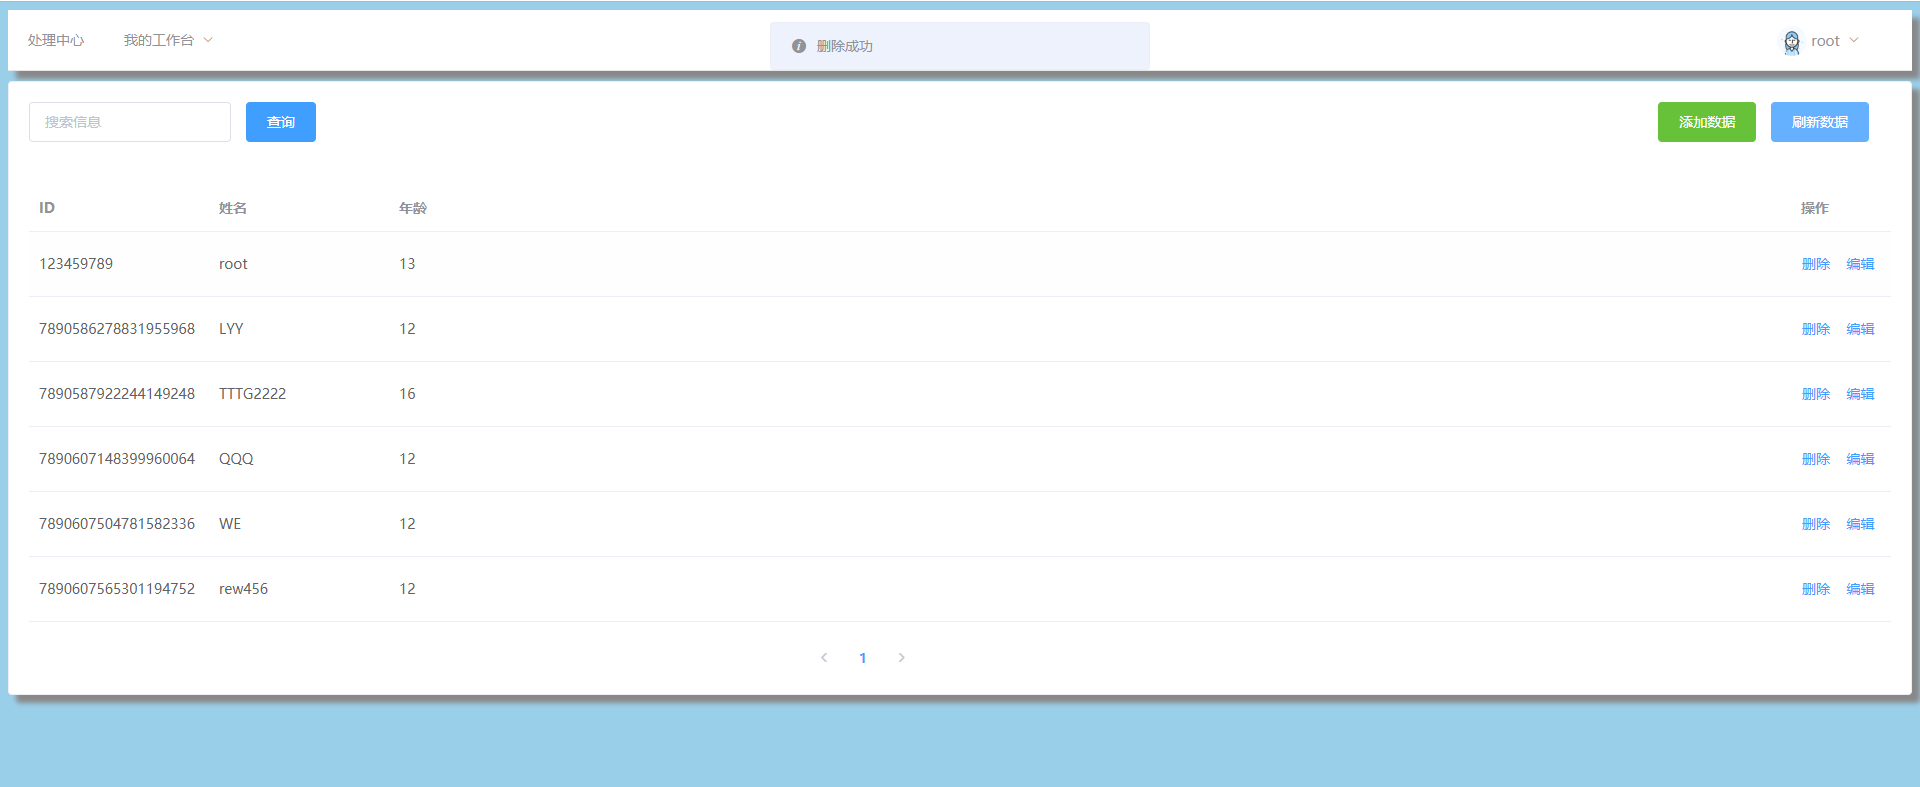 处理中心 我的工作台 删除成功 root
搜索信息 查询 添加数据 刷新数据
ID 姓名 年龄 操作
123459789 root 13 删除 编辑
7890586278831955968 LYY 12 删除 编辑
7890587922244149248 TTTG2222 16 删除 编辑
7890607148399960064 QQQ 12 删除 编辑
7890607504781582336 WE 12 删除 编辑
7890607565301194752 rew456 12 删除 编辑
1